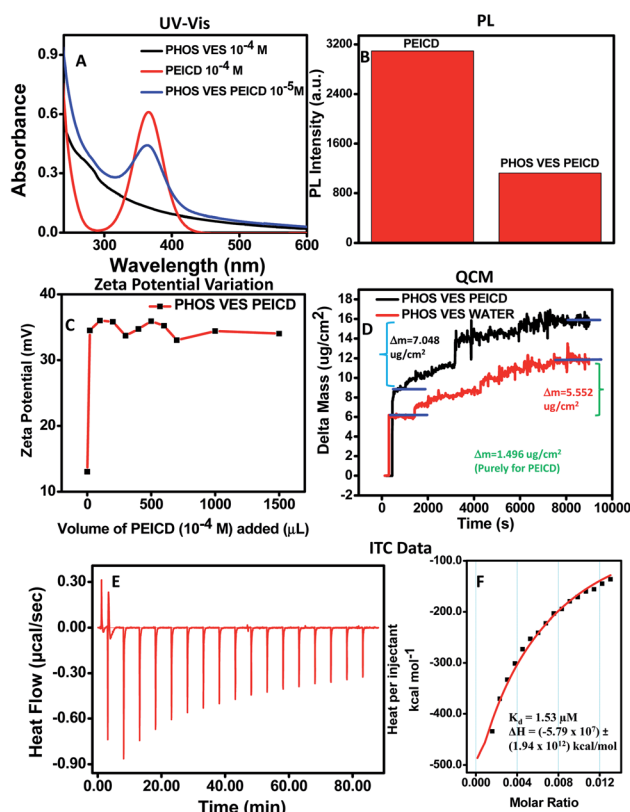 UV-Vis
A
PHOS VES 10⁻⁴ M
PEICD 10⁻⁴ M
PHOS VES PEICD 10⁻⁵M
Absorbance
0.9
0.6
0.3
0.0
300
400
500
600
Wavelength (nm)
PL
B
PEICD
PHOS VES PEICD
PL Intensity (a.u.)
3200
2400
1600
800
0
Zeta Potential Variation
C
PHOS VES PEICD
Zeta Potential (mV)
40
30
20
10
0
500
1000
1500
Volume of PEICD (10⁻⁴ M) added (µL)
QCM
PHOS VES PEICD
PHOS VES WATER
D
Δm=7.048
ug/cm²
Δm=5.552
ug/cm²
Δm=1.496 ug/cm²
(Purely for PEICD)
Delta Mass (ug/cm²)
18
16
14
12
10
8
6
4
2
0
-2
0
2000
4000
6000
8000
10000
Time (s)
ITC Data
E
Heat Flow (µcal/sec)
0.30
0.00
-0.30
-0.60
-0.90
0.00
20
40
60
80
Time (min)
F
Heat per injectant
kcal mol⁻¹
-100.0
-200.0
-300.0
-400.0
-500.0
K_d = 1.53 µM
ΔH = (-5.79 x 10⁷) ±
(1.94 x 10¹²) kcal/mol
0.000
0.004
0.008
0.012
Molar Ratio